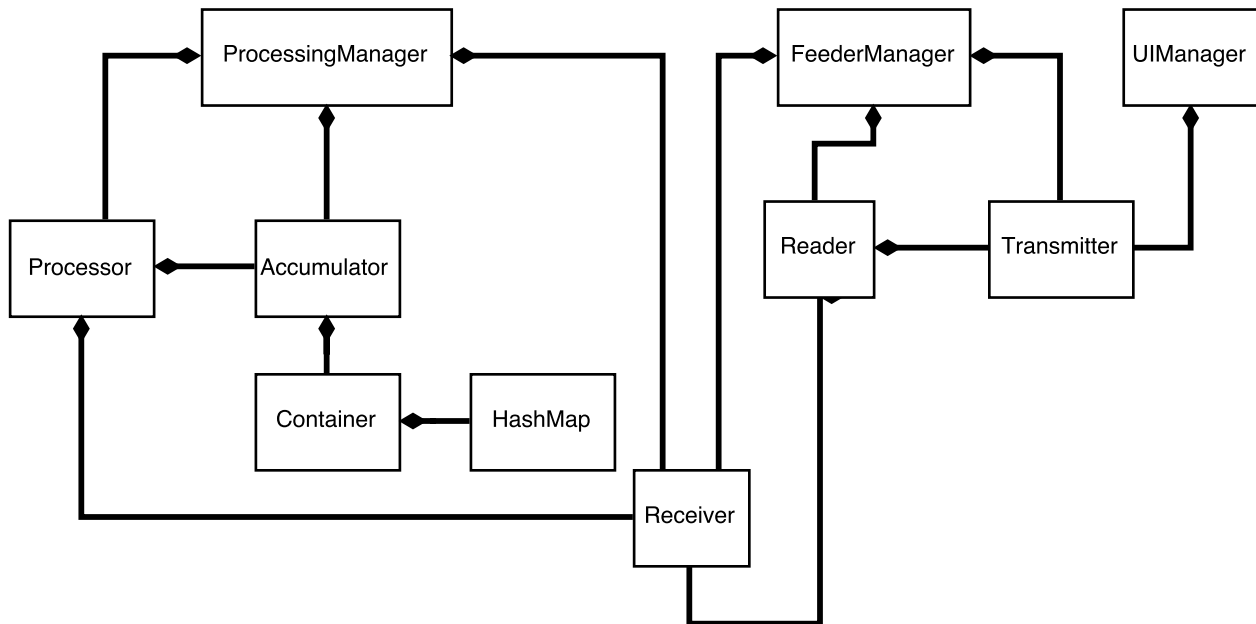 ProcessingManager
FeederManager
UIManager
Processor
Accumulator
Reader
Transmitter
Container
HashMap
Receiver